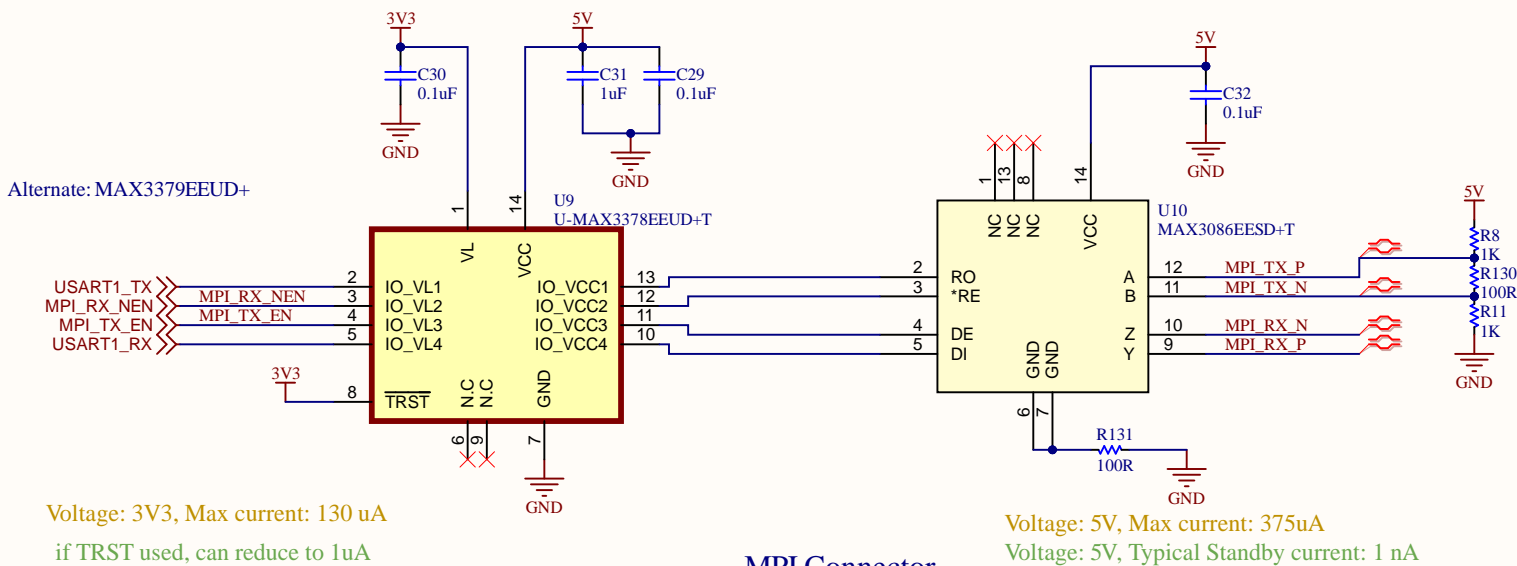 3V3
5V
C30
0.1uF
GND
C31
1uF
C29
0.1uF
GND
5V
C32
0.1uF
GND
Alternate: MAX3379EEUD+
U9
U-MAX3378EEUD+T
1
VL
14
VCC
USART1_TX
2
IO_VL1
MPI_RX_NEN
MPI_RX_NEN
3
IO_VL2
MPI_TX_EN
MPI_TX_EN
4
IO_VL3
USART1_RX
5
IO_VL4
3V3
8
TRST
IO_VCC1
13
IO_VCC2
12
IO_VCC3
11
IO_VCC4
10
N.C
N.C
GND
6
9
7
GND
U10
MAX3086EESD+T
1
13
8
14
NC
NC
NC
VCC
2
RO
3
*RE
4
DE
5
DI
A
12
MPI_TX_P
B
11
MPI_TX_N
Z
10
MPI_RX_N
Y
9
MPI_RX_P
GND
GND
6
7
R131
100R
GND
5V
R8
1K
R130
100R
R11
1K
GND
Voltage: 3V3, Max current: 130 uA
if TRST used, can reduce to 1uA
Voltage: 5V, Max current: 375uA
Voltage: 5V, Typical Standby current: 1 nA
MPI Connector